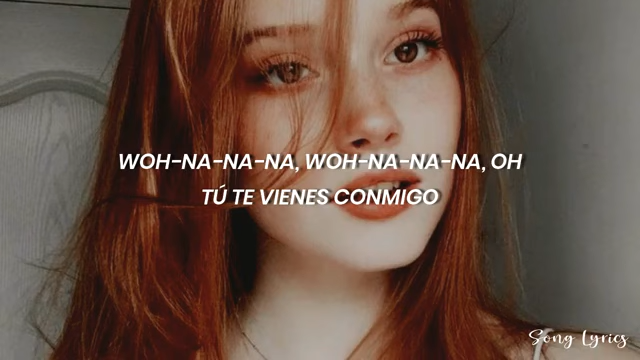 WOH-NA-NA-NA, WOH-NA-NA-NA, OH
TÚ TE VIENES CONMIGO
Song Lyrics